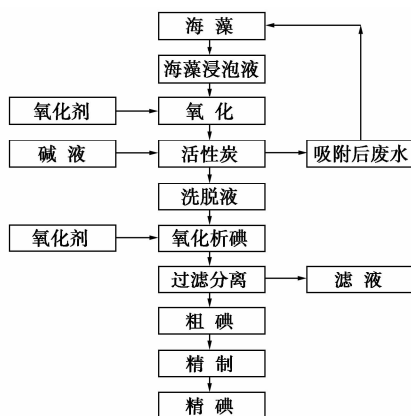 海藻
海藻浸泡液
氧化剂
氧化
碱液
活性炭
吸附后废水
洗脱液
氧化剂
氧化析碘
过滤分离
滤液
粗碘
精制
精碘